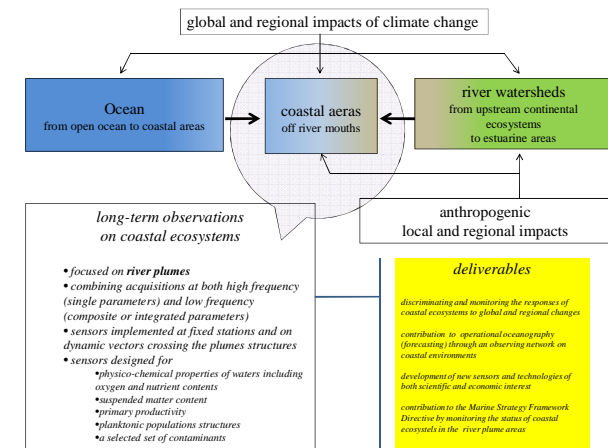 global and regional impacts of climate change
Ocean
from open ocean to coastal areas
coastal aeras
off river mouths
river watersheds
from upstream continental
ecosystems
to estuarine areas
anthropogenic
local and regional impacts
long-term observations
on coastal ecosystems
• focused on river plumes
• combining acquisitions at both high frequency
(single parameters) and low frequency
(composite or integrated parameters)
• sensors implemented at fixed stations and on
dynamic vectors crossing the plumes structures
• sensors designed for
• physico-chemical properties of waters including
oxygen and nutrient contents
• suspended matter content
• primary productivity
• planktonic populations structures
• a selected set of contaminants
deliverables
discriminating and monitoring the responses of
coastal ecosystems to global and regional changes
contribution to operational oceanography
(forecasting) through an observing network on
coastal environments
development of new sensors and technologies of
both scientific and economic interest
contribution to the Marine Strategy Framework
Directive by monitoring the status of coastal
ecosystels in the river plume areas